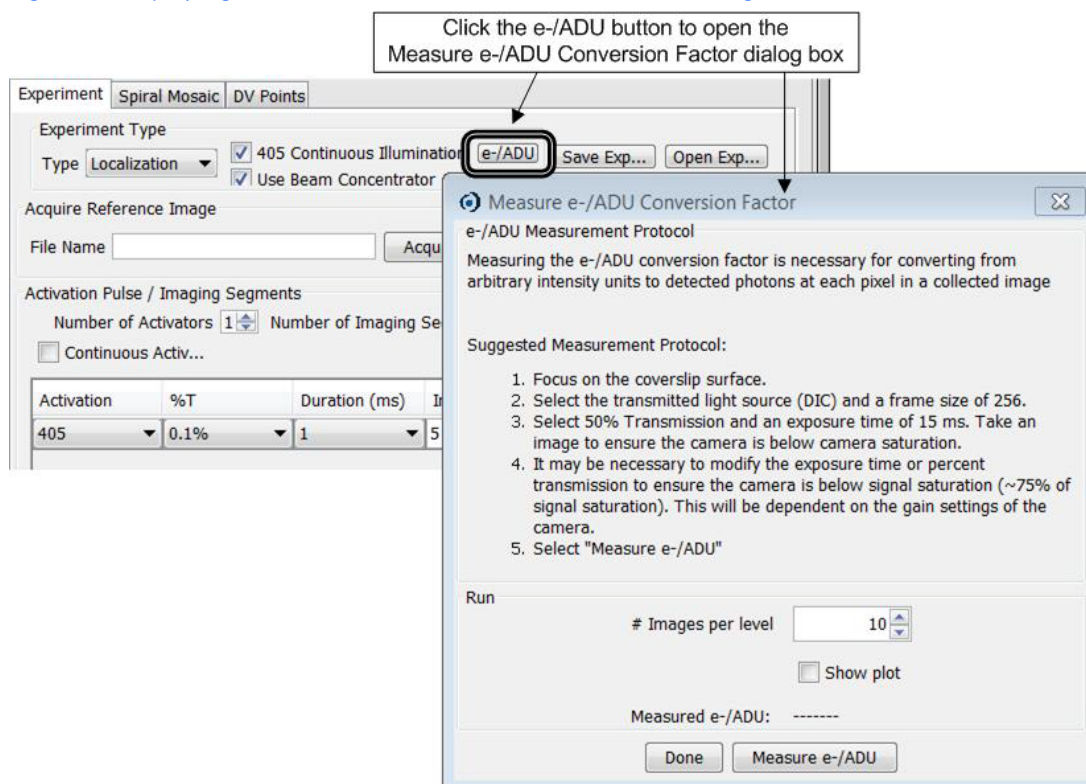 Click the e-/ADU button to open the
Measure e-/ADU Conversion Factor dialog box
Experiment Spiral Mosaic DV Points
Experiment Type
Type Localization 405 Continuous Illumination e-/ADU Save Exp... Open Exp...
Use Beam Concentrator
Acquire Reference Image
File Name Acqu
Activation Pulse / Imaging Segments
Number of Activators 1 Number of Imaging Se
Continuous Activ...
Activation %T Duration (ms)
405 0.1% 1 5
Measure e-/ADU Conversion Factor
e-/ADU Measurement Protocol
Measuring the e-/ADU conversion factor is necessary for converting from
arbitrary intensity units to detected photons at each pixel in a collected image
Suggested Measurement Protocol:
1. Focus on the coverslip surface.
2. Select the transmitted light source (DIC) and a frame size of 256.
3. Select 50% Transmission and an exposure time of 15 ms. Take an
image to ensure the camera is below camera saturation.
4. It may be necessary to modify the exposure time or percent
transmission to ensure the camera is below signal saturation (~75% of
signal saturation). This will be dependent on the gain settings of the
camera.
5. Select "Measure e-/ADU"
Run
# Images per level 10
Show plot
Measured e-/ADU: -------
Done Measure e-/ADU